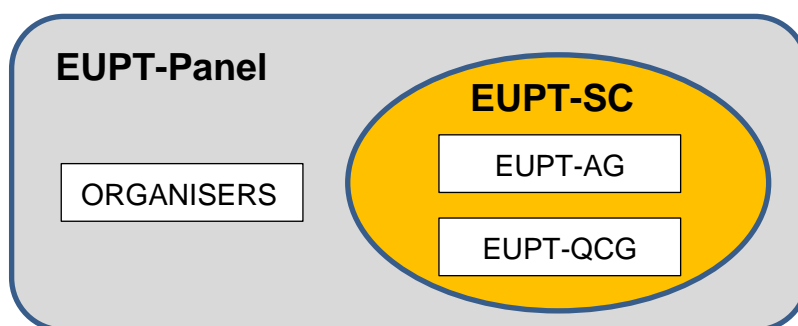 EUPT-Panel
EUPT-SC
EUPT-AG
ORGANISERS
EUPT-QCG